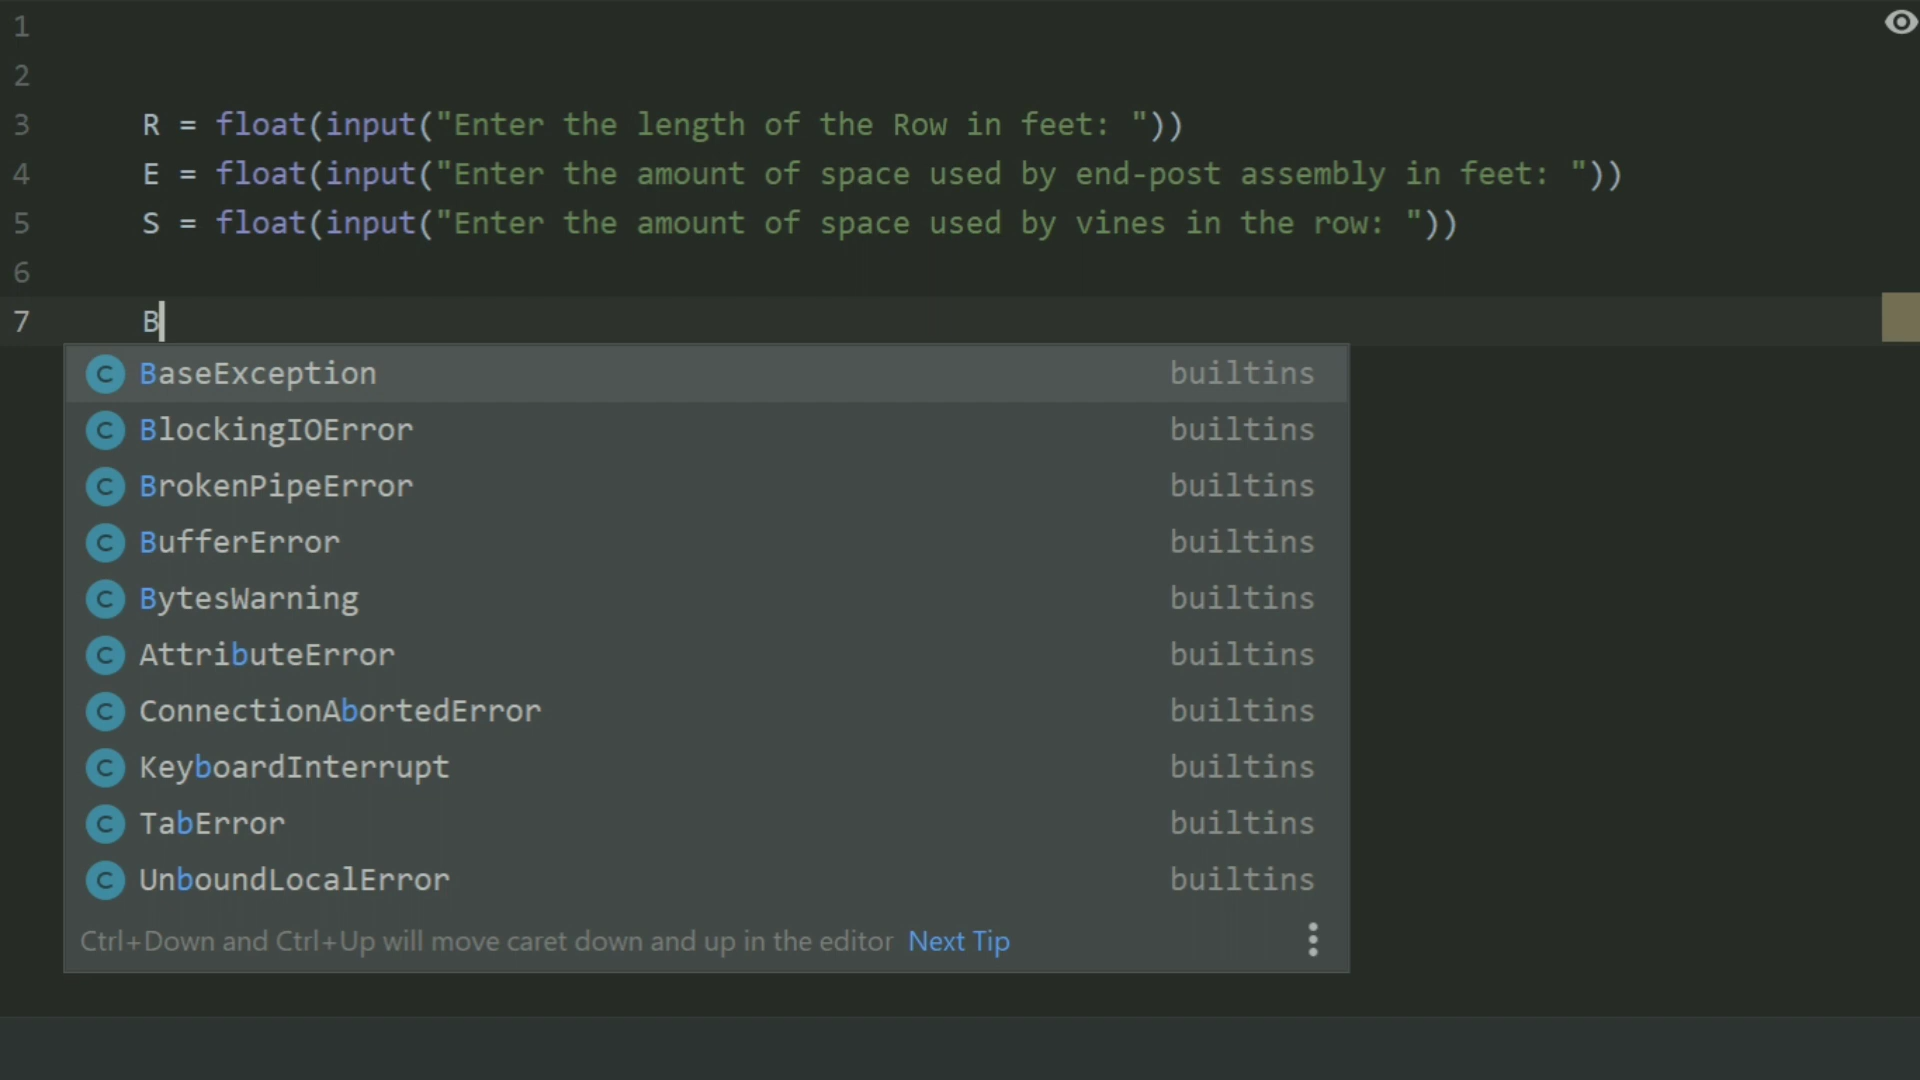 1
2
3 R = float(input("Enter the length of the Row in feet: "))
4 E = float(input("Enter the amount of space used by end-post assembly in feet: "))
5 S = float(input("Enter the amount of space used by vines in the row: "))
6
7 B
C BaseException builtins
C BlockingIOError builtins
C BrokenPipeError builtins
C BufferError builtins
C BytesWarning builtins
C AttributeError builtins
C ConnectionAbortedError builtins
C KeyboardInterrupt builtins
C TabError builtins
C UnboundLocalError builtins
Ctrl+Down and Ctrl+Up will move caret down and up in the editor Next Tip